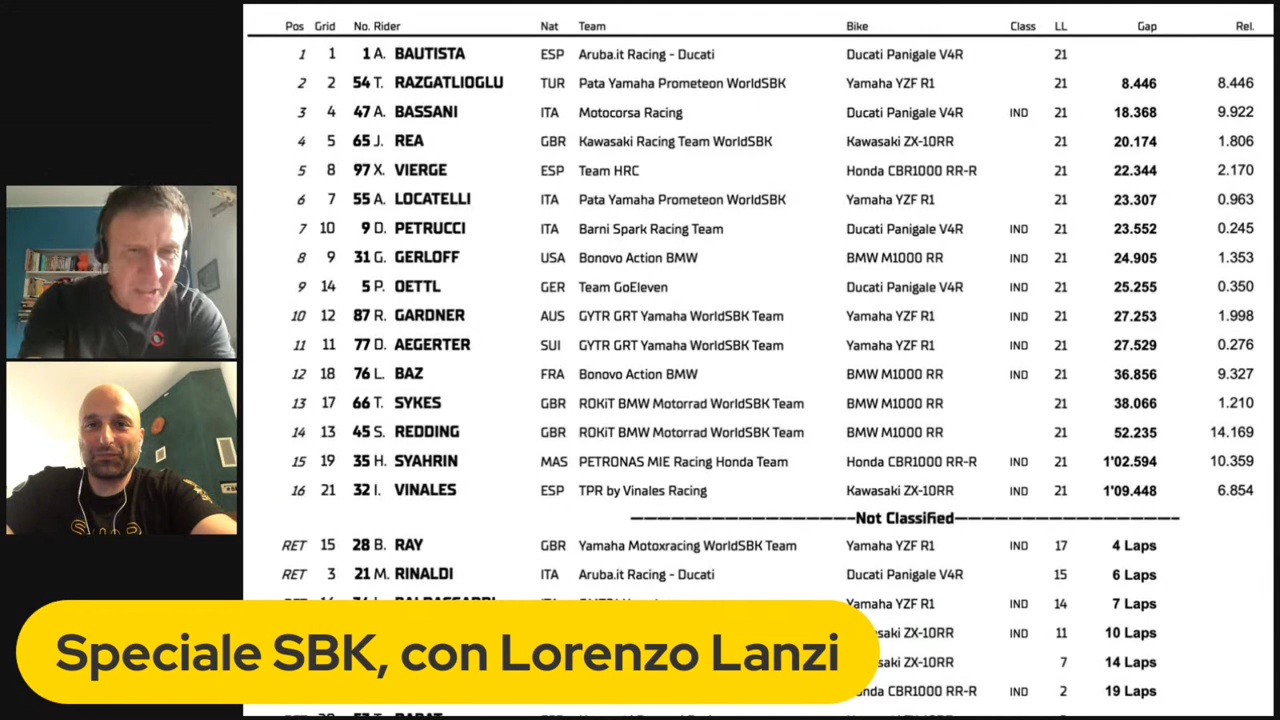 Pos Grid No. Rider Nat Team Bike Class LL Gap Rel.
1 1 1 A. BAUTISTA ESP Aruba.it Racing - Ducati Ducati Panigale V4R 21
2 2 54 T. RAZGATLIOGLU TUR Pata Yamaha Prometeon WorldSBK Yamaha YZF R1 21 8.446 8.446
3 4 47 A. BASSANI ITA Motocorsa Racing Ducati Panigale V4R IND 21 18.368 9.922
4 5 65 J. REA GBR Kawasaki Racing Team WorldSBK Kawasaki ZX-10RR 21 20.174 1.806
5 8 97 X. VIERGE ESP Team HRC Honda CBR1000 RR-R 21 22.344 2.170
6 7 55 A. LOCATELLI ITA Pata Yamaha Prometeon WorldSBK Yamaha YZF R1 21 23.307 0.963
7 10 9 D. PETRUCCI ITA Barni Spark Racing Team Ducati Panigale V4R IND 21 23.552 0.245
8 9 31 G. GERLOFF USA Bonovo Action BMW BMW M1000 RR IND 21 24.905 1.353
9 14 5 P. OETTL GER Team GoEleven Ducati Panigale V4R IND 21 25.255 0.350
10 12 87 R. GARDNER AUS GYTR GRT Yamaha WorldSBK Team Yamaha YZF R1 IND 21 27.253 1.998
11 11 77 D. AEGERTER SUI GYTR GRT Yamaha WorldSBK Team Yamaha YZF R1 IND 21 27.529 0.276
12 18 76 L. BAZ FRA Bonovo Action BMW BMW M1000 RR IND 21 36.856 9.327
13 17 66 T. SYKES GBR ROKiT BMW Motorrad WorldSBK Team BMW M1000 RR 21 38.066 1.210
14 13 45 S. REDDING GBR ROKiT BMW Motorrad WorldSBK Team BMW M1000 RR 21 52.235 14.169
15 19 35 H. SYAHRIN MAS PETRONAS MIE Racing Honda Team Honda CBR1000 RR-R IND 21 1'02.594 10.359
16 21 32 I. VINALES ESP TPR by Vinales Racing Kawasaki ZX-10RR IND 21 1'09.448 6.854
Not Classified
RET 15 28 B. RAY GBR Yamaha Motoxracing WorldSBK Team Yamaha YZF R1 IND 17 4 Laps
RET 3 21 M. RINALDI ITA Aruba.it Racing - Ducati Ducati Panigale V4R 15 6 Laps
Yamaha YZF R1 IND 14 7 Laps
ZX-10RR IND 11 10 Laps
ZX-10RR 7 14 Laps
CBR1000 RR-R IND 2 19 Laps
Speciale SBK, con Lorenzo Lanzi